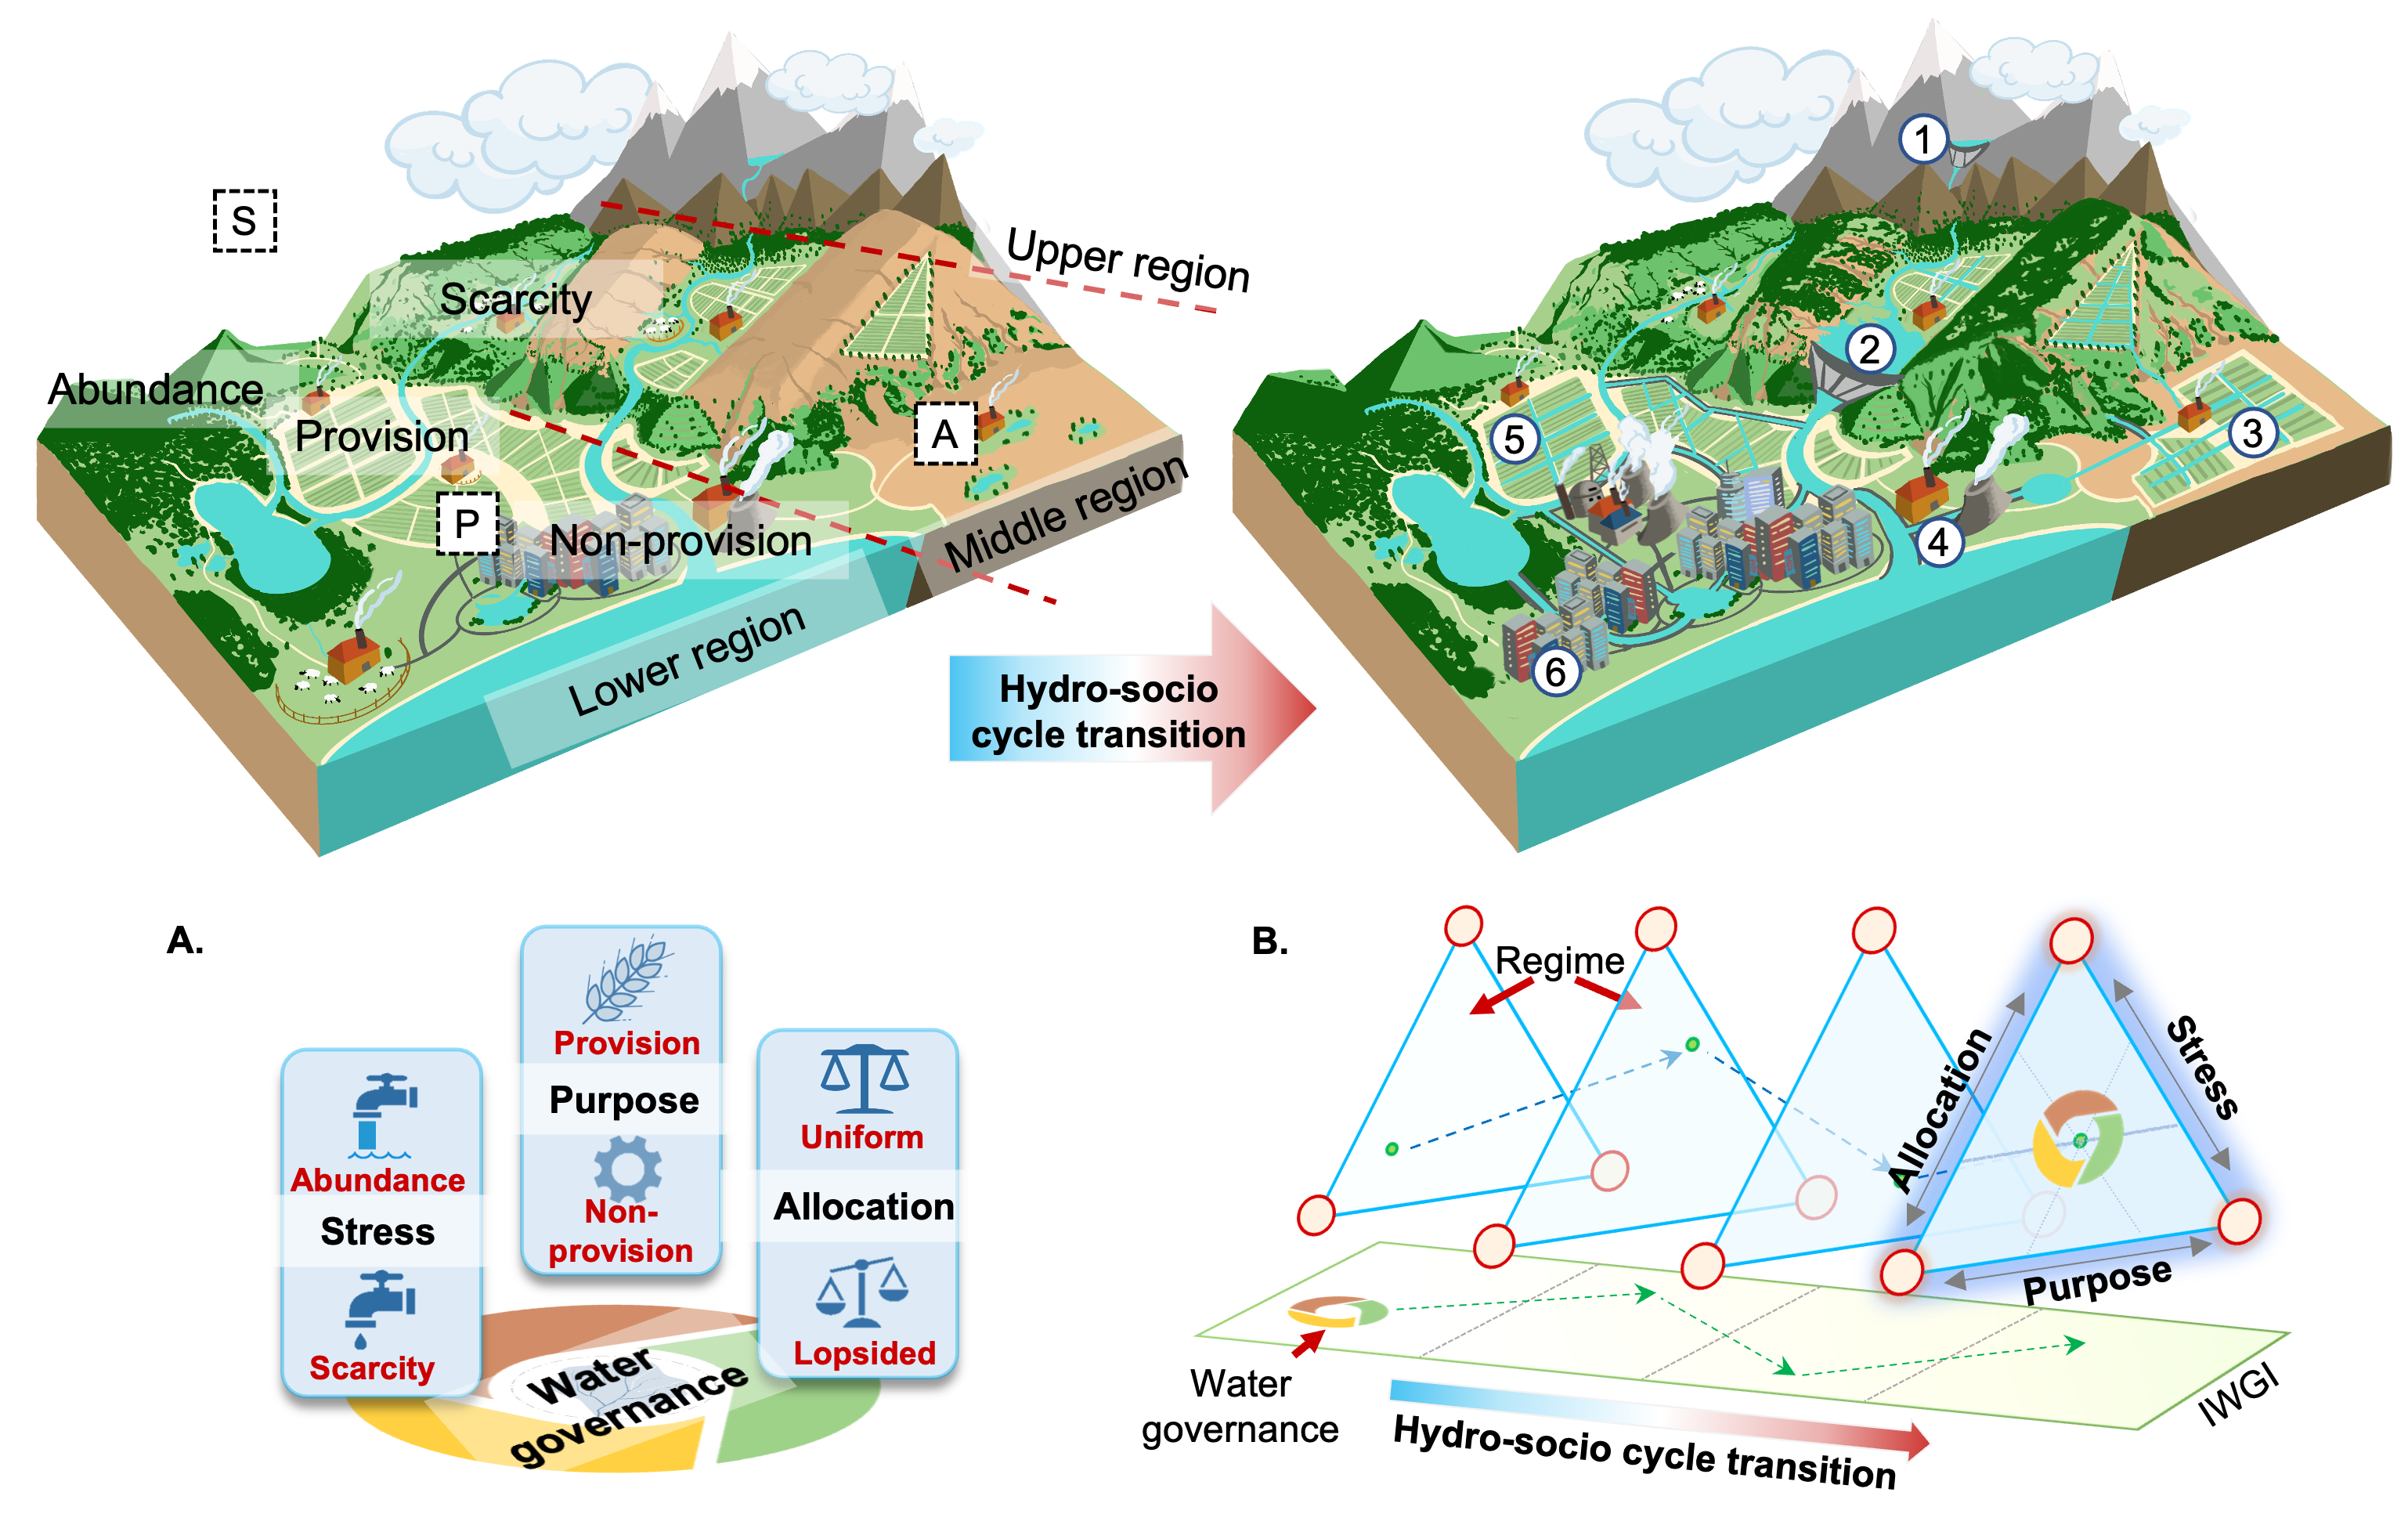 S
Scarcity
Abundance
Provision
P
Non-provision
A
Upper region
Middle region
Lower region
Hydro-socio
cycle transition
1
2
3
4
5
6
A.
Provision
Purpose
Non-
provision
Abundance
Stress
Scarcity
Uniform
Allocation
Lopsided
Water
governance
B.
Regime
Allocation
Stress
Purpose
Water
governance
Hydro-socio cycle transition
IWGI